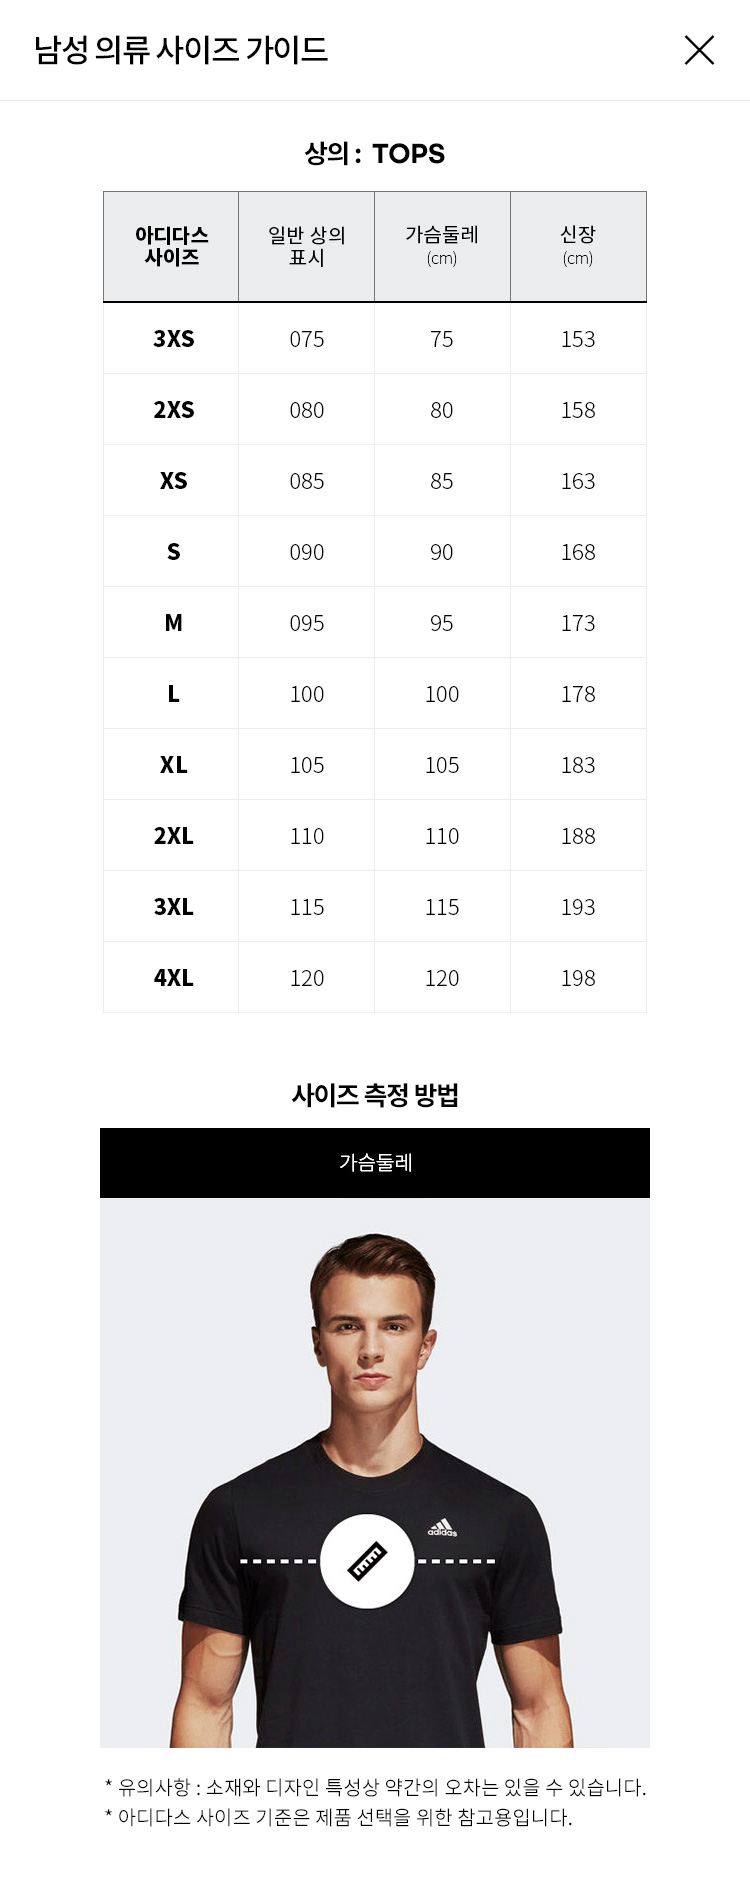 남성 의류 사이즈 가이드
상의 : TOPS
아디다스 사이즈 일반 상의 표시 가슴둘레 (cm) 신장 (cm)
3XS 075 75 153
2XS 080 80 158
XS 085 85 163
S 090 90 168
M 095 95 173
L 100 100 178
XL 105 105 183
2XL 110 110 188
3XL 115 115 193
4XL 120 120 198
사이즈 측정 방법
가슴둘레
adidas
* 유의사항 : 소재와 디자인 특성상 약간의 오차는 있을 수 있습니다.
* 아디다스 사이즈 기준은 제품 선택을 위한 참고용입니다.